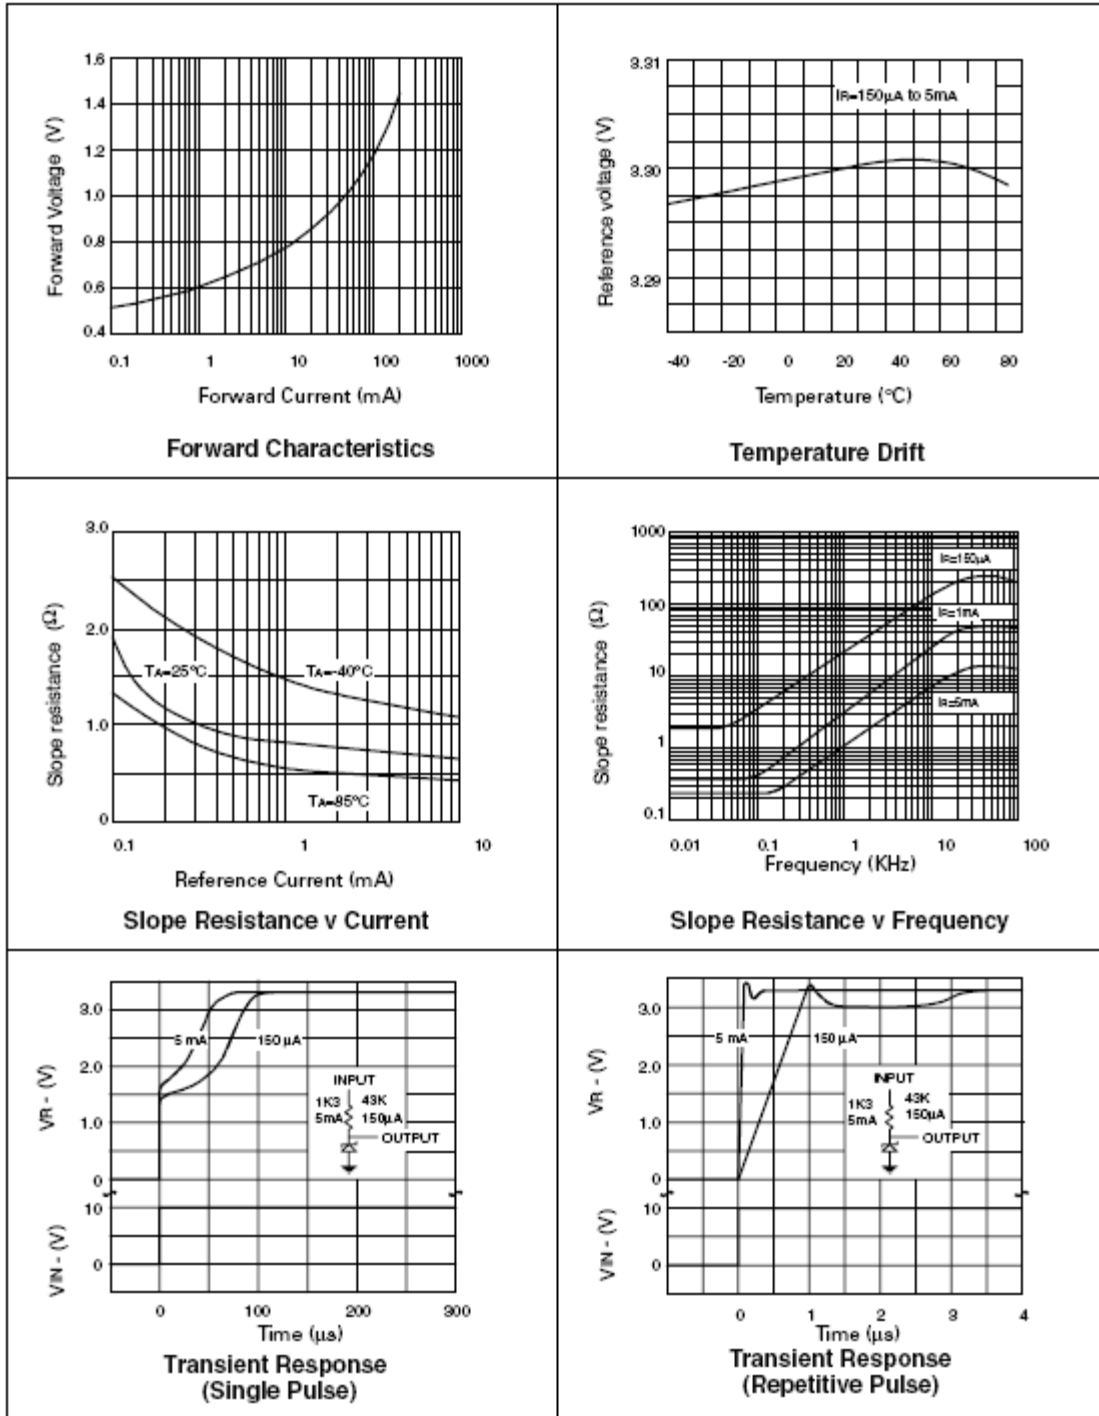 1.6
1.4
1.2
1.0
0.8
0.6
0.4
Forward Voltage (V)
0.1 1 10 100 1000
Forward Current (mA)
Forward Characteristics
3.31
3.30
3.29
Reference voltage (V)
IR=150µA to 5mA
-40 -20 0 20 40 60 80
Temperature (°C)
Temperature Drift
3.0
2.0
1.0
0
Slope resistance (Ω)
TA=25°C
TA=-40°C
TA=85°C
0.1 1 10
Reference Current (mA)
Slope Resistance v Current
1000
100
10
1
0.1
Slope resistance (Ω)
IR=150µA
IR=1mA
IR=5mA
0.01 0.1 1 10 100
Frequency (KHz)
Slope Resistance v Frequency
3.0
2.0
1.0
0
VR - (V)
5 mA
150 µA
INPUT
1K3 43K
5mA 150µA
OUTPUT
10
0
VIN - (V)
0 100 200 300
Time (µs)
Transient Response
(Single Pulse)
3.0
2.0
1.0
0
VR - (V)
5 mA
150 µA
INPUT
1K3 43K
5mA 150µA
OUTPUT
10
0
VIN - (V)
0 1 2 3 4
Time (µs)
Transient Response
(Repetitive Pulse)